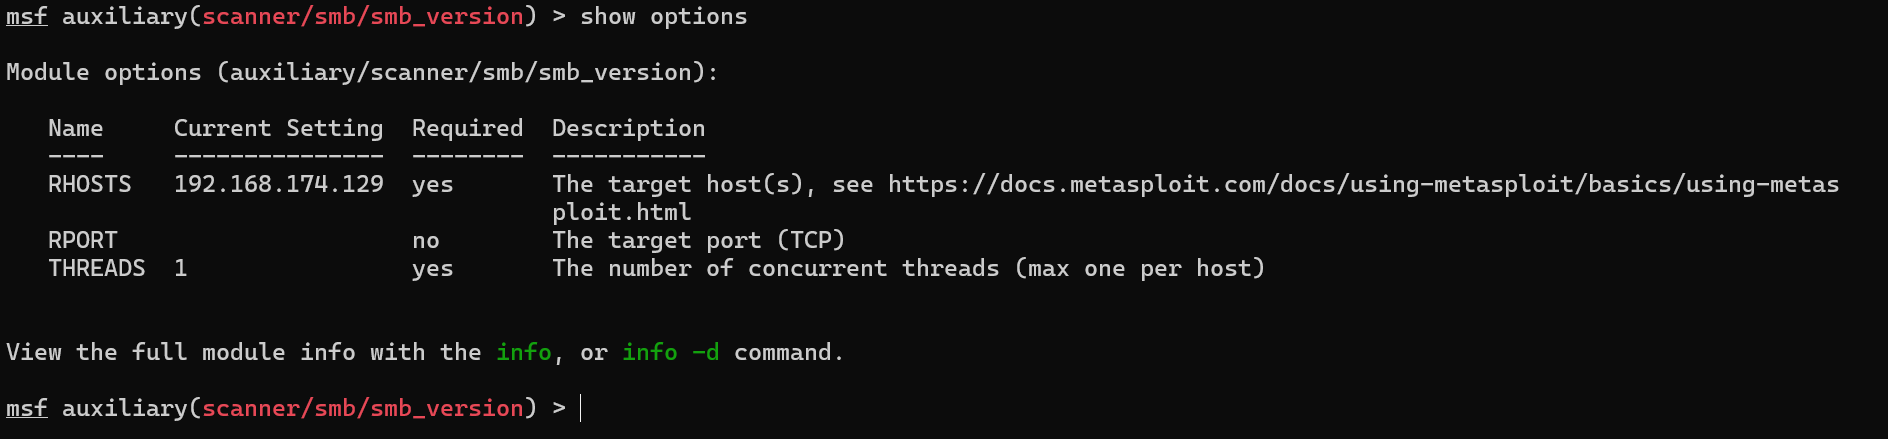 msf auxiliary(scanner/smb/smb_version) > show options
Module options (auxiliary/scanner/smb/smb_version):
Name     Current Setting  Required  Description
----     ---------------  --------  -----------
RHOSTS   192.168.174.129  yes       The target host(s), see https://docs.metasploit.com/docs/using-metasploit/basics/using-metas
ploit.html
RPORT                     no        The target port (TCP)
THREADS  1                yes       The number of concurrent threads (max one per host)
View the full module info with the info, or info -d command.
msf auxiliary(scanner/smb/smb_version) >